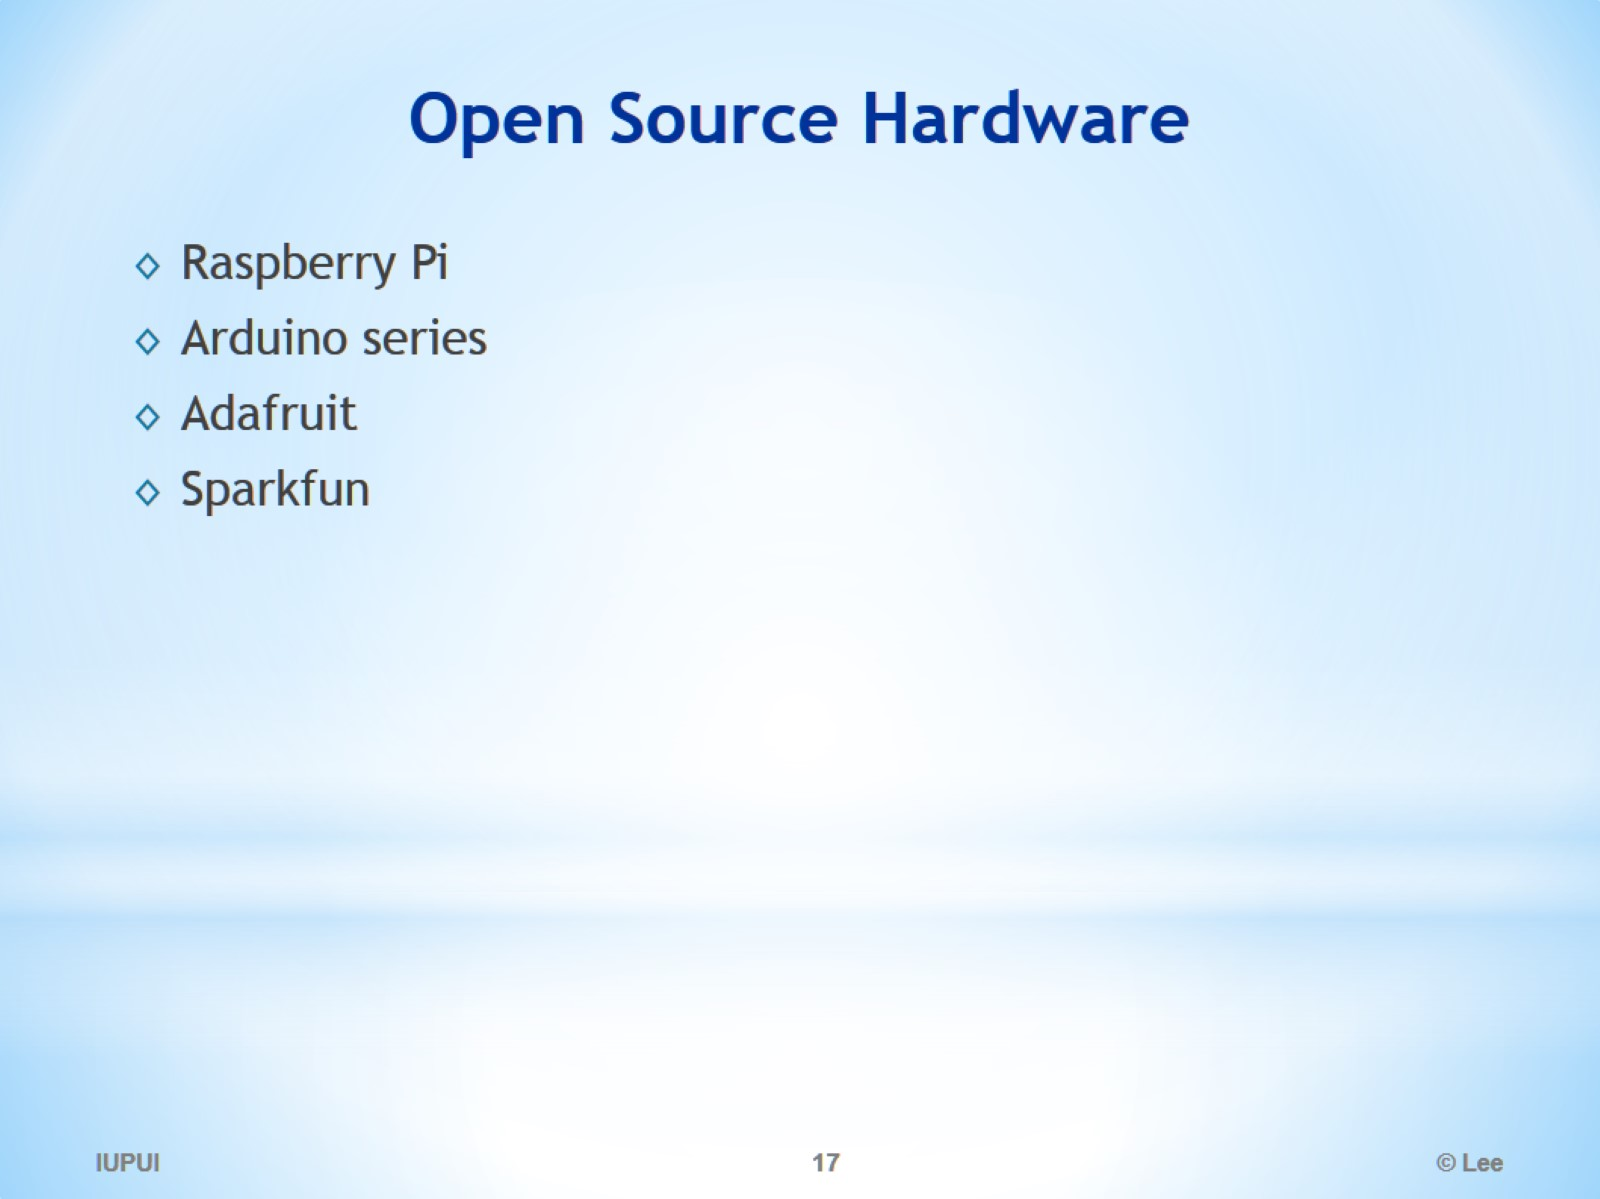 Open Source Hardware
◇ Raspberry Pi
◇ Arduino series
◇ Adafruit
◇ Sparkfun
IUPUI 17 © Lee